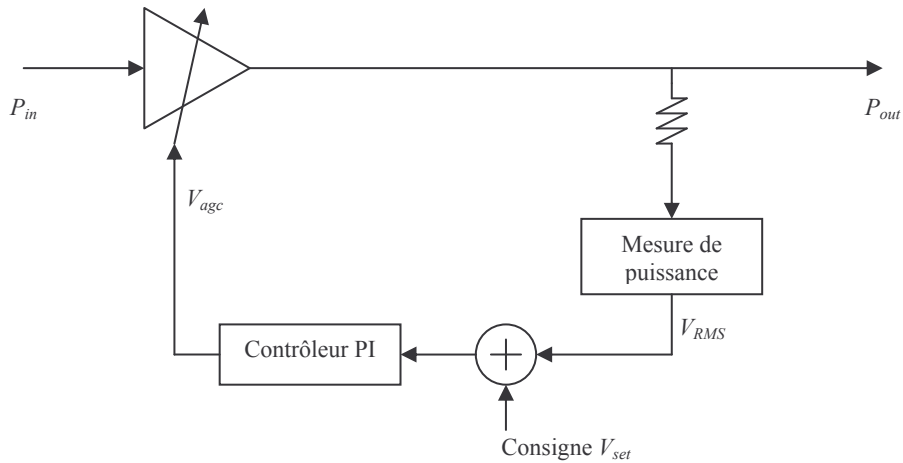 P_in
P_out
V_agc
Mesure de
puissance
V_RMS
Contrôleur PI
Consigne V_set